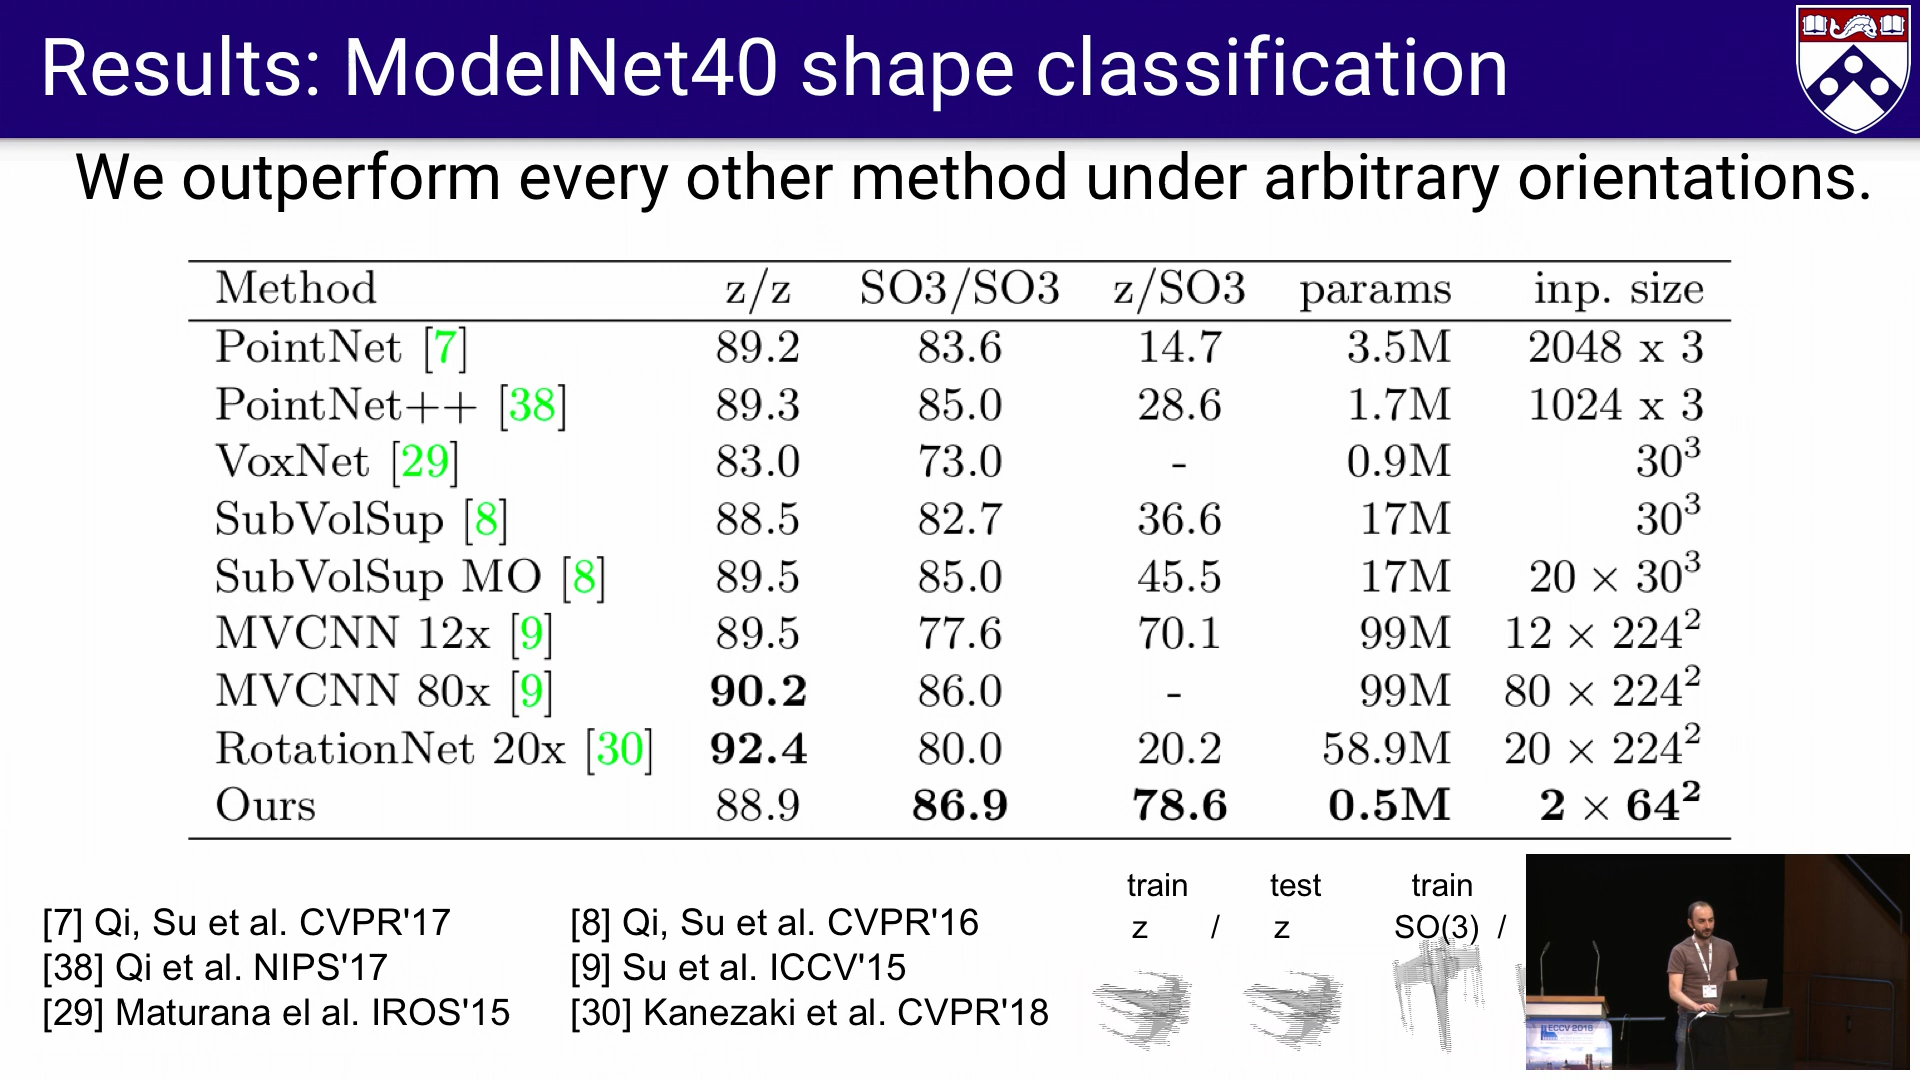 Results: ModelNet40 shape classification
We outperform every other method under arbitrary orientations.
Method z/z SO3/SO3 z/SO3 params inp. size
PointNet [7] 89.2 83.6 14.7 3.5M 2048 x 3
PointNet++ [38] 89.3 85.0 28.6 1.7M 1024 x 3
VoxNet [29] 83.0 73.0 - 0.9M 30³
SubVolSup [8] 88.5 82.7 36.6 17M 30³
SubVolSup MO [8] 89.5 85.0 45.5 17M 20 × 30³
MVCNN 12x [9] 89.5 77.6 70.1 99M 12 × 224²
MVCNN 80x [9] 90.2 86.0 - 99M 80 × 224²
RotationNet 20x [30] 92.4 80.0 20.2 58.9M 20 × 224²
Ours 88.9 86.9 78.6 0.5M 2 × 64²
train test train
z / z SO(3) /
[7] Qi, Su et al. CVPR'17 [8] Qi, Su et al. CVPR'16
[38] Qi et al. NIPS'17 [9] Su et al. ICCV'15
[29] Maturana el al. IROS'15 [30] Kanezaki et al. CVPR'18
ECCV 2018